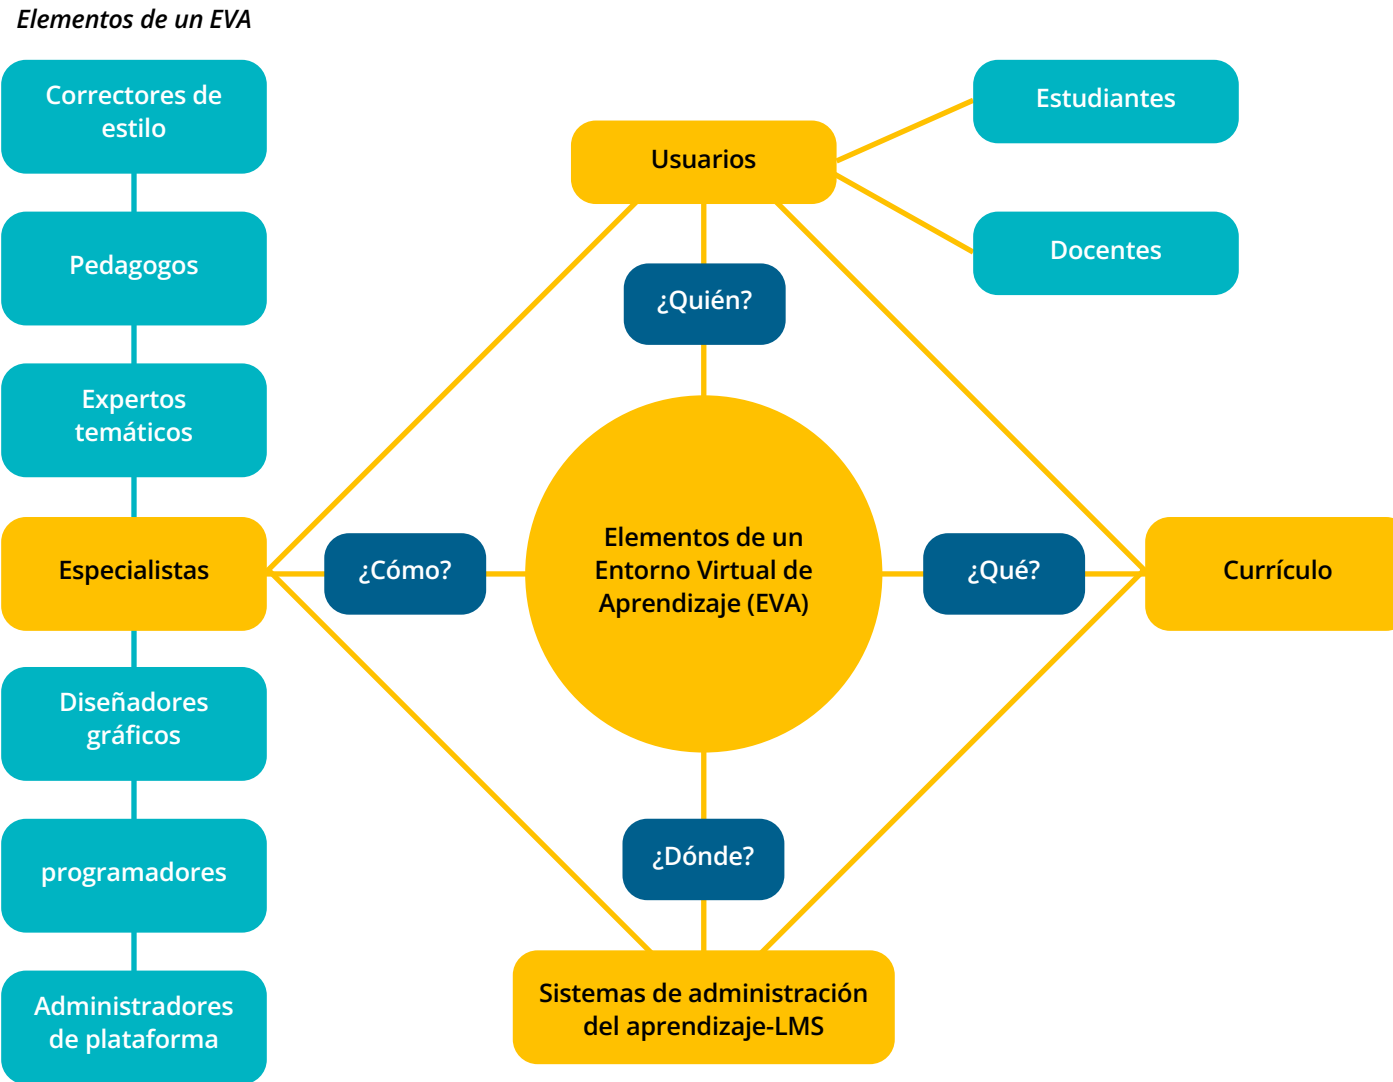 Elementos de un EVA
Correctores de
estilo
Pedagogos
Expertos
temáticos
Especialistas
Diseñadores
gráficos
programadores
Administradores
de plataforma
Usuarios
Estudiantes
Docentes
¿Quién?
¿Cómo?
Elementos de un
Entorno Virtual de
Aprendizaje (EVA)
¿Qué?
Currículo
¿Dónde?
Sistemas de administración
del aprendizaje-LMS